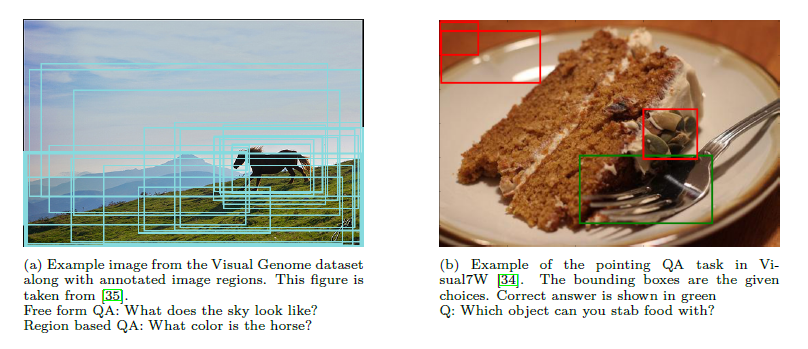 (a) Example image from the Visual Genome dataset
along with annotated image regions. This figure is
taken from [35].
Free form QA: What does the sky look like?
Region based QA: What color is the horse?
(b) Example of the pointing QA task in Vi-
sual7W [34]. The bounding boxes are the given
choices. Correct answer is shown in green
Q: Which object can you stab food with?